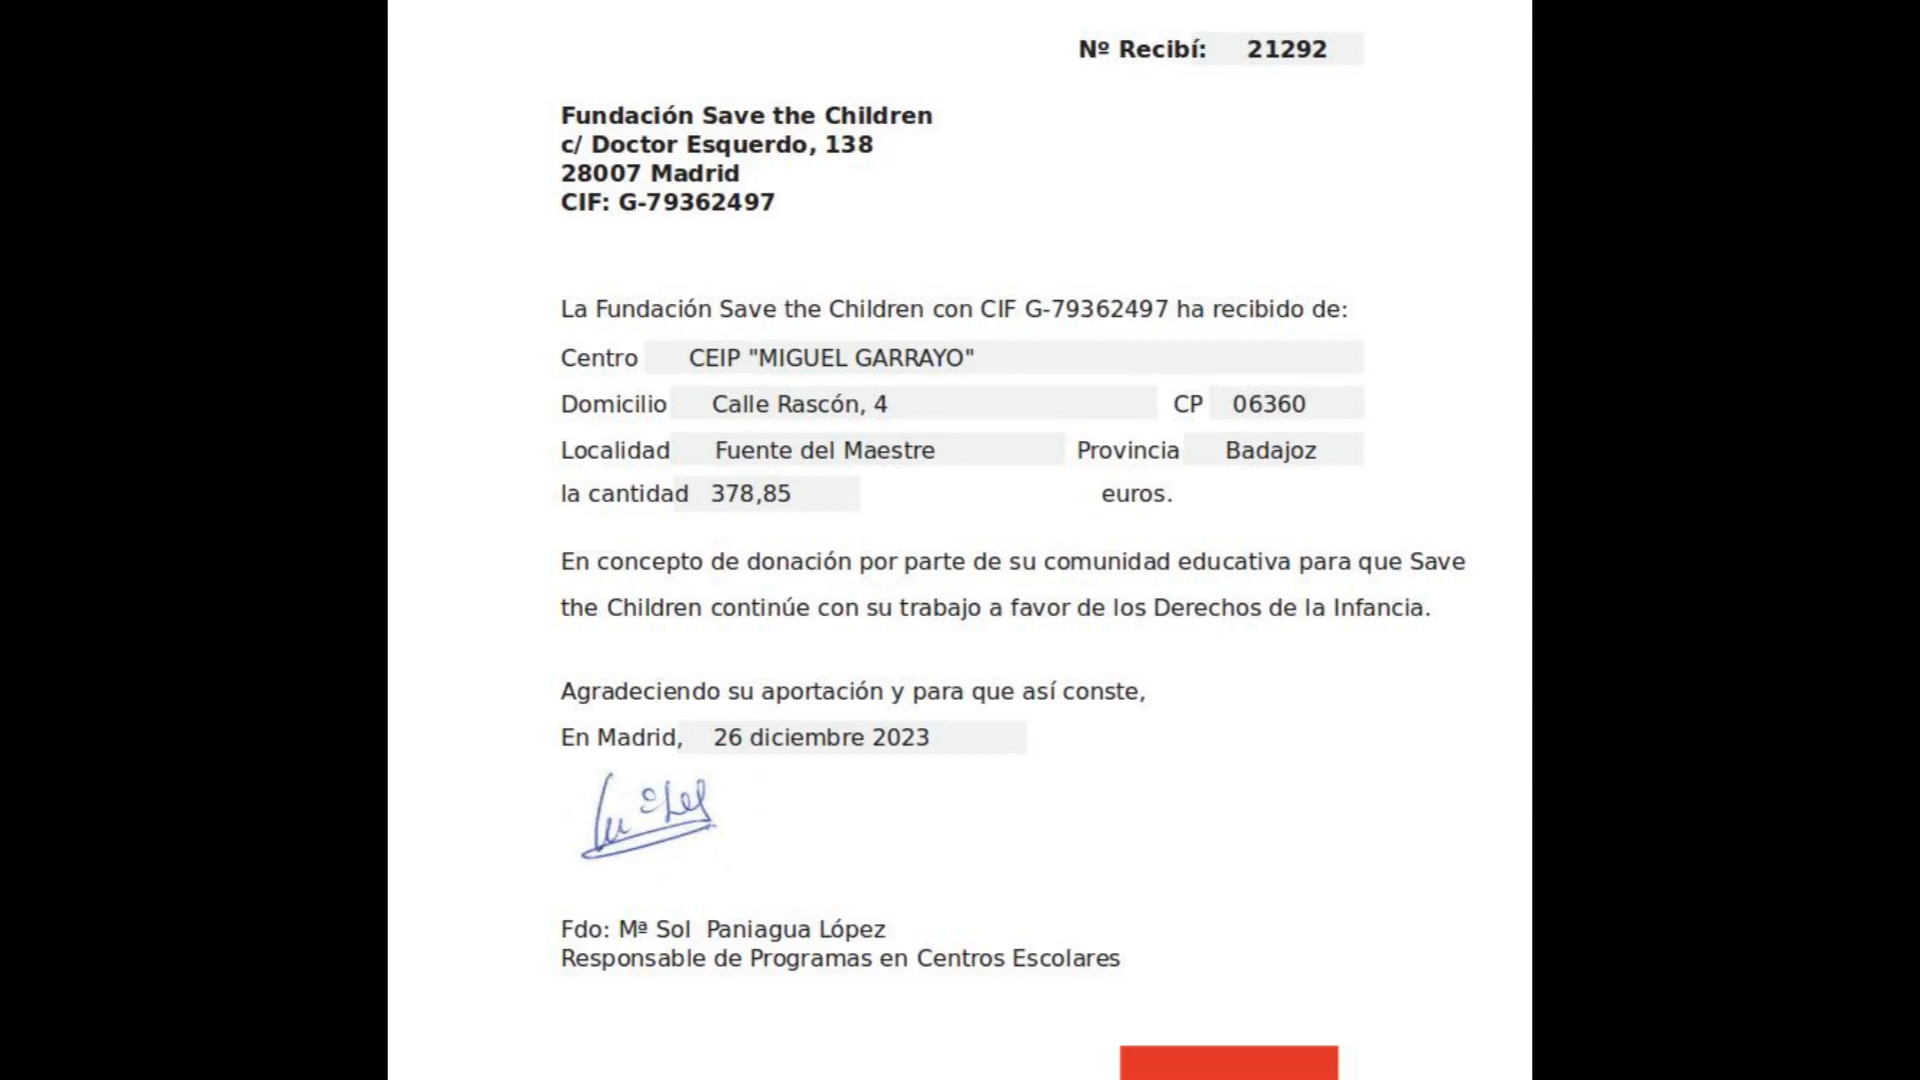 Nº Recibí: 21292
Fundación Save the Children
c/ Doctor Esquerdo, 138
28007 Madrid
CIF: G-79362497
La Fundación Save the Children con CIF G-79362497 ha recibido de:
Centro CEIP "MIGUEL GARRAYO"
Domicilio Calle Rascón, 4 CP 06360
Localidad Fuente del Maestre Provincia Badajoz
la cantidad 378,85 euros.
En concepto de donación por parte de su comunidad educativa para que Save
the Children continúe con su trabajo a favor de los Derechos de la Infancia.
Agradeciendo su aportación y para que así conste,
En Madrid, 26 diciembre 2023
Fdo: Mª Sol Paniagua López
Responsable de Programas en Centros Escolares